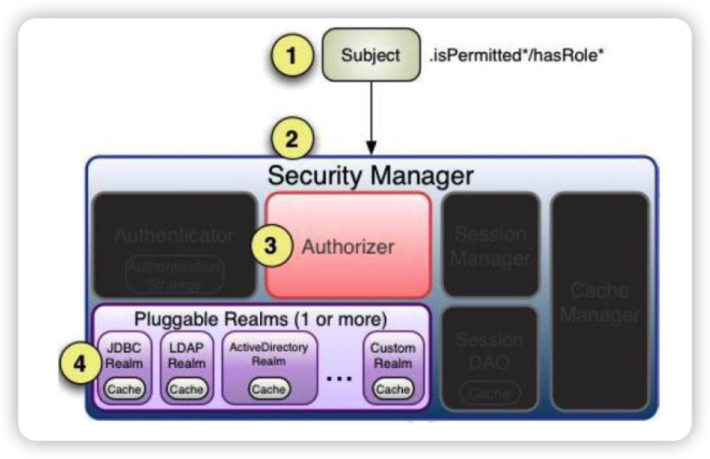 1
Subject
.isPermitted*/hasRole*
2
Security Manager
Authenticator
Authentication
Strategy
3
Authorizer
Session
Manager
Cache
Manager
Pluggable Realms (1 or more)
4
JDBC
Realm
Cache
LDAP
Realm
Cache
ActiveDirectory
Realm
Cache
...
Custom
Realm
Cache
Session
DAO
Cache